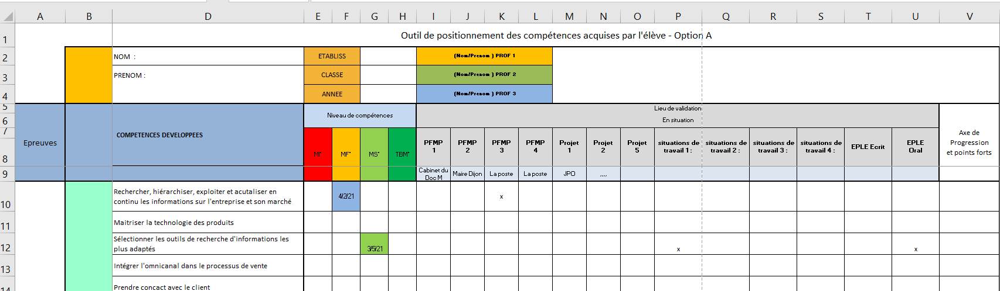 A B D E F G H I J K L M N O P Q R S T U V
1 Outil de positionnement des compétences acquises par l'élève - Option A
2 NOM : ETABLISS (Nom/Prenom ) PROF 1
3 PRENOM : CLASSE (Nom/Prenom ) PROF 2
4 ANNEE (Nom/Prenom ) PROF 3
5 Lieu de validation
6 Niveau de compétences En situation
7
8
Epreuves
COMPETENCES DEVELOPPEES
MI* MF* MS* TBM*
PFMP 1
PFMP 2
PFMP 3
PFMP 4
Projet 1
Projet 2
Projet 5
situations de travail 1 :
situations de travail 2 :
situations de travail 3 :
situations de travail 4 :
EPLE Ecrit
EPLE Oral
Axe de
Progression
et points forts
9 Cabinet du Doc M Maire Dijon La poste La poste JPO ,,,,
10 Rechercher, hiérarchiser, exploiter et acutaliser en
continu les informations sur l'entreprise et son marché 4/2/21 x
11 Maitriser la technologie des produits
12 Sélectionner les outils de recherche d'informations les
plus adaptés 3/5/21 x x
13 Intégrer l'omnicanal dans le processus de vente
14 Prendre concact avec le client